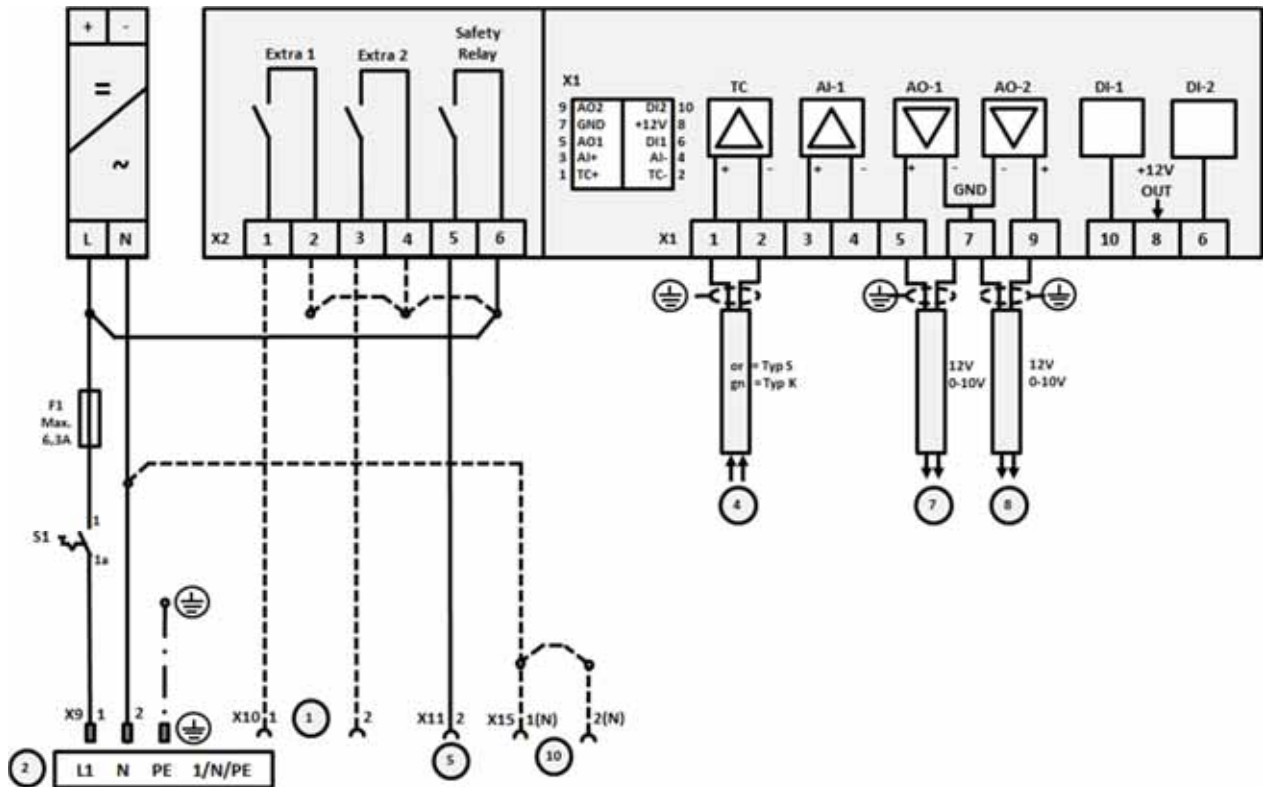 + -
=
~
L N
Extra 1 Extra 2 Safety
Relay
X2 1 2 3 4 5 6
X1
9 AO2 DI2 10
7 GND +12V 8
5 AO1 DI1 6
3 AI+ AI- 4
1 TC+ TC- 2
TC AI-1 AO-1 AO-2 DI-1 DI-2
+ - + - + - - +
GND
+12V
OUT
X1 1 2 3 4 5 7 9 10 8 6
or = Typ S
gn = Typ K
12V
0-10V
12V
0-10V
4 7 8
F1
Max.
6,3A
S1
1
1a
X9 1 2
X10 1 1 2
X11 2
5
X15 1(N) 2(N)
10
2 L1 N PE 1/N/PE